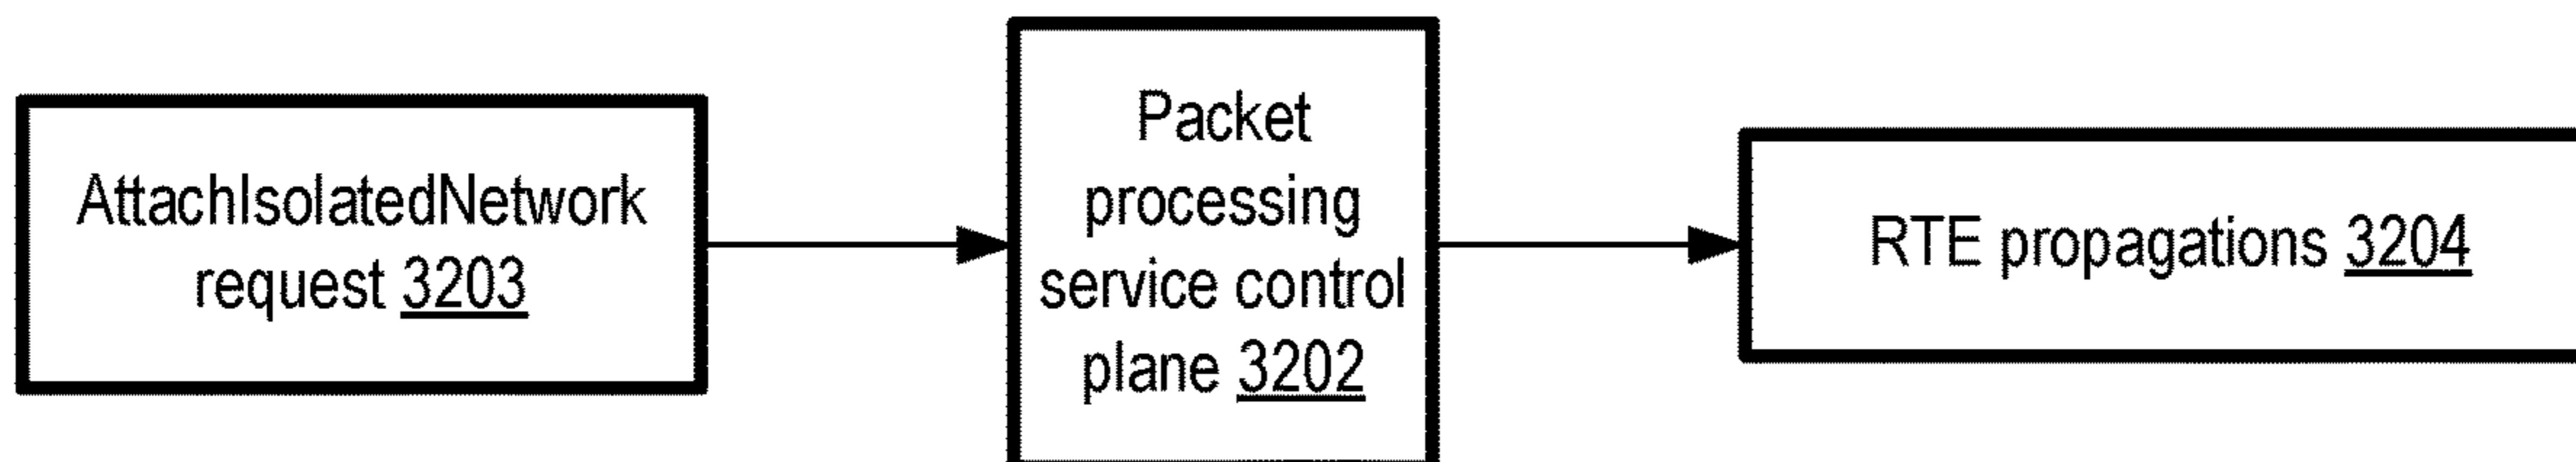 AttachIsolatedNetwork
request 3203
Packet
processing
service control
plane 3202
RTE propagations 3204